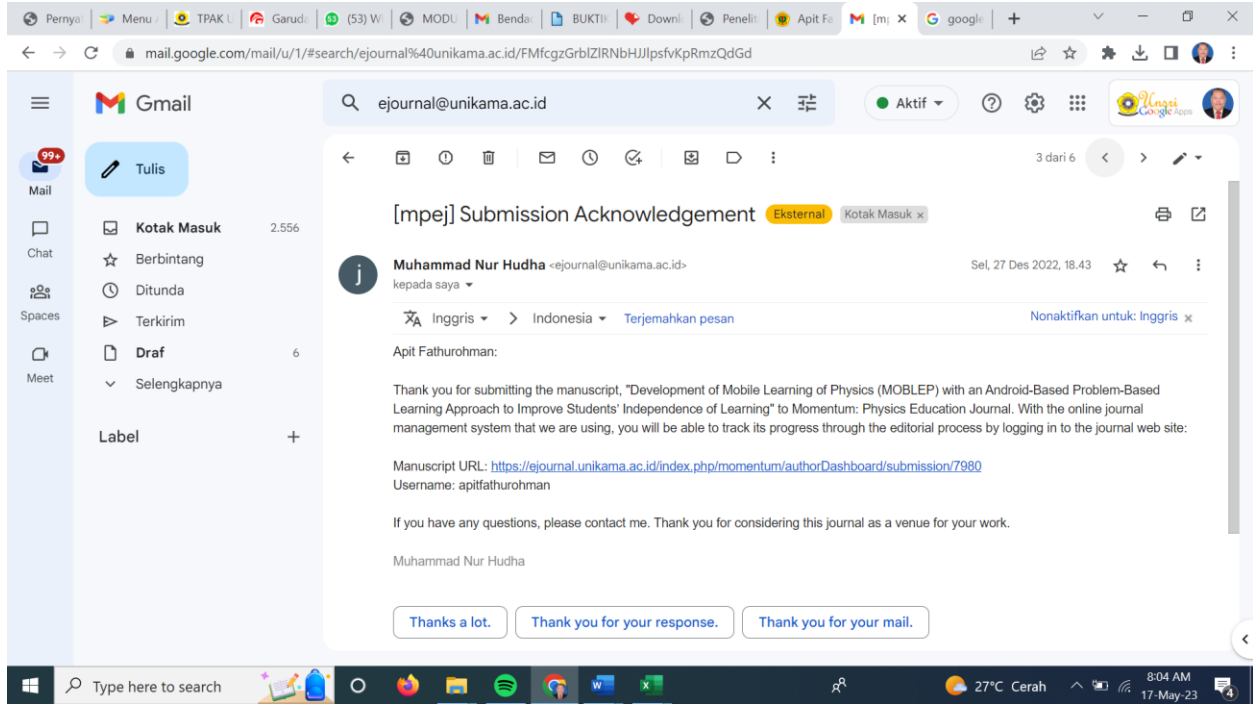 Pernya
Menu
TPAK U
Garuda
(53) W
MODU
Bendac
BUKTIK
Downl
Peneliti
Apit Fa
[m
google
mail.google.com/mail/u/1/#search/ejournal%40unikama.ac.id/FMfcgzGrblZlRNbHJJlpsfvKpRmzQdGd
Gmail
ejournal@unikama.ac.id
Aktif
Unsri
Google Apps
99+
Mail
Chat
Spaces
Meet
Tulis
Kotak Masuk 2.556
Berbintang
Ditunda
Terkirim
Draf 6
Selengkapnya
Label +
3 dari 6
[mpej] Submission Acknowledgement Eksternal Kotak Masuk x
Muhammad Nur Hudha <ejournal@unikama.ac.id> Sel, 27 Des 2022, 18.43
kepada saya
Inggris > Indonesia Terjemahkan pesan Nonaktifkan untuk: Inggris x
Apit Fathurohman:
Thank you for submitting the manuscript, "Development of Mobile Learning of Physics (MOBLEP) with an Android-Based Problem-Based
Learning Approach to Improve Students' Independence of Learning" to Momentum: Physics Education Journal. With the online journal
management system that we are using, you will be able to track its progress through the editorial process by logging in to the journal web site:
Manuscript URL: https://ejournal.unikama.ac.id/index.php/momentum/authorDashboard/submission/7980
Username: apitfathurohman
If you have any questions, please contact me. Thank you for considering this journal as a venue for your work.
Muhammad Nur Hudha
Thanks a lot.
Thank you for your response.
Thank you for your mail.
Type here to search
27°C Cerah
8:04 AM
17-May-23
4